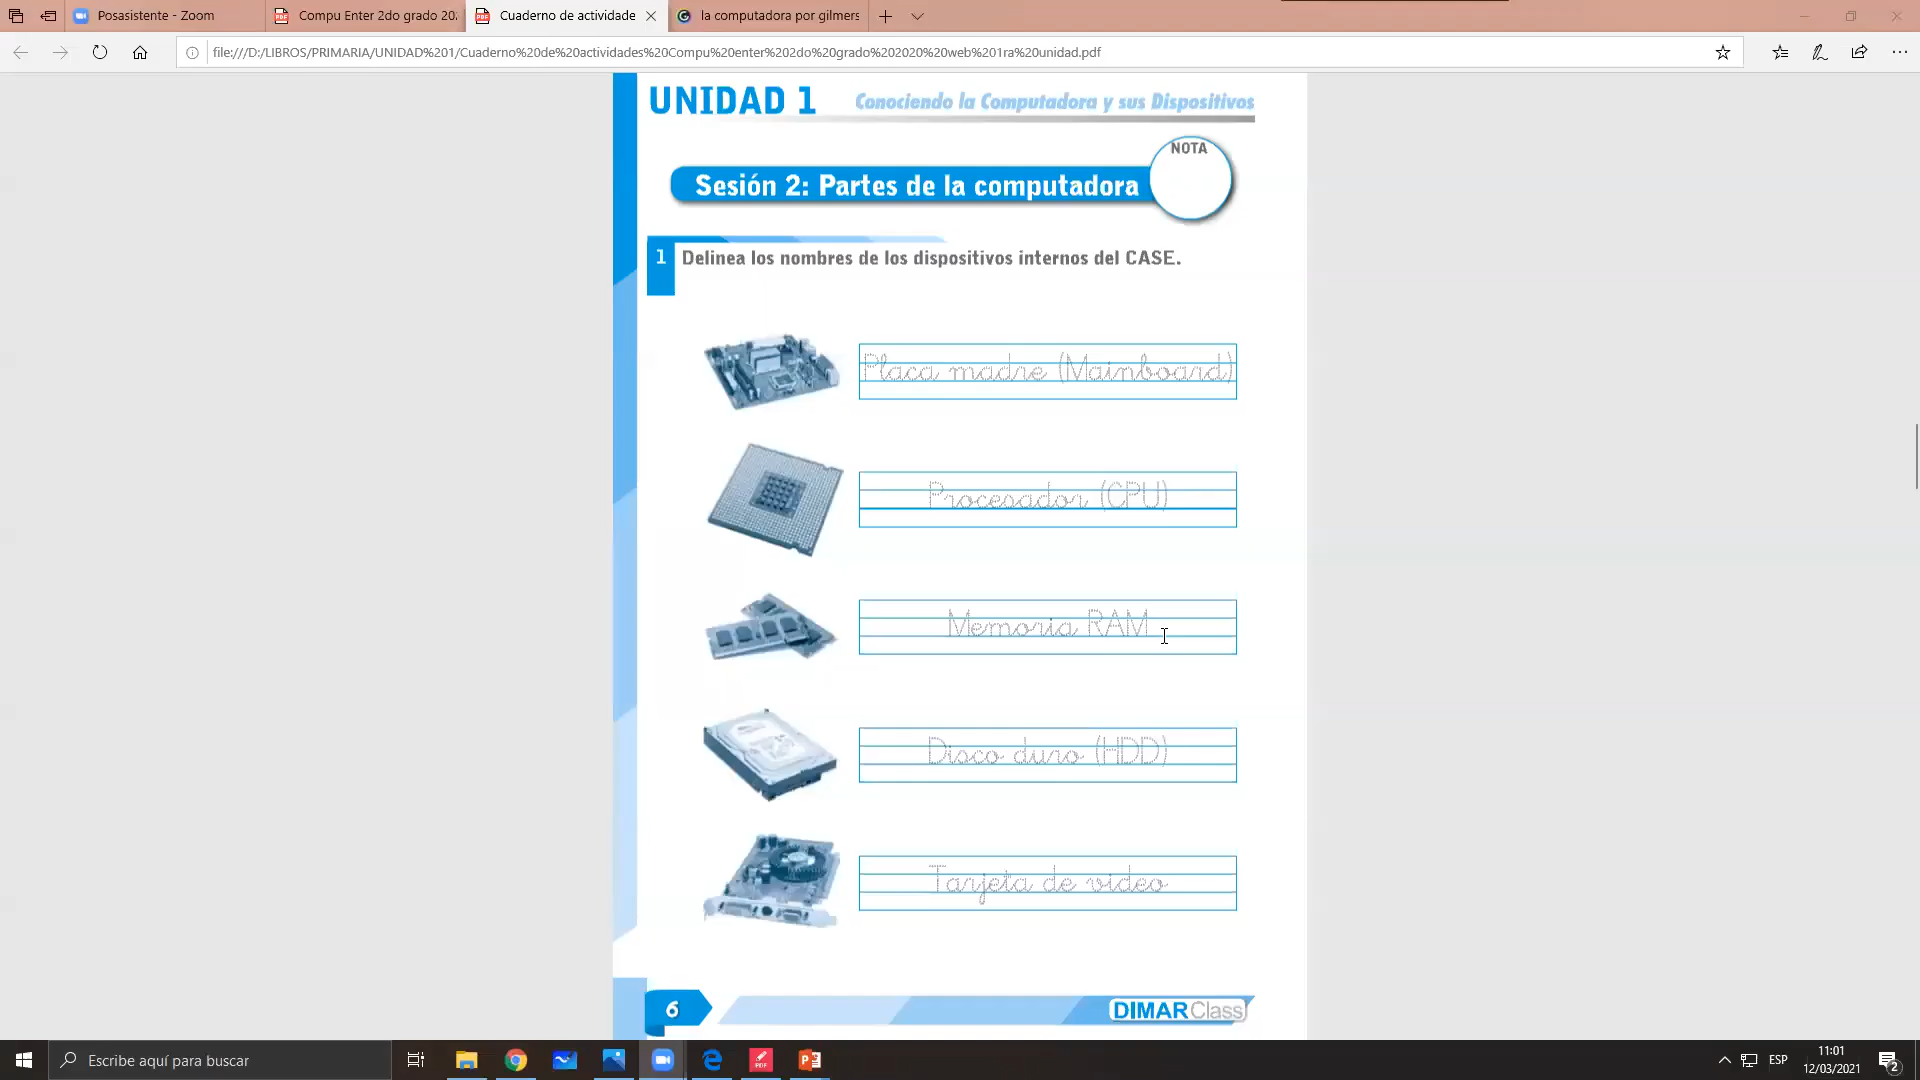 Posasistente - Zoom
Compu Enter 2do grado 20
Cuaderno de actividade
la computadora por gilmers
file:///D:/LIBROS/PRIMARIA/UNIDAD%201/Cuaderno%20de%20actividades%20Compu%20enter%202do%20grado%202020%20web%201ra%20unidad.pdf
UNIDAD 1
Conociendo la Computadora y sus Dispositivos
NOTA
Sesión 2: Partes de la computadora
1 Delinea los nombres de los dispositivos internos del CASE.
Placa madre (Mainboard)
Procesador (CPU)
Memoria RAM
Disco duro (HDD)
Tarjeta de video
6
DIMARClass
Escribe aquí para buscar
ESP
11:01
12/03/2021
2